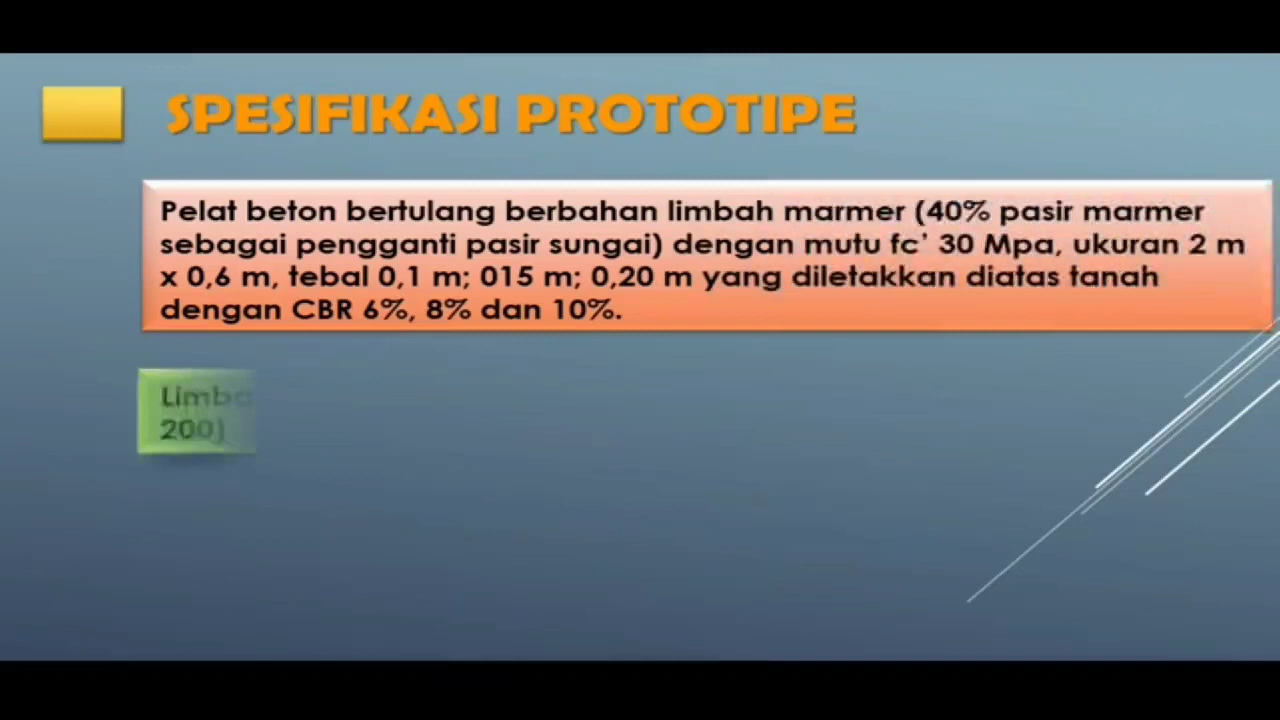 SPESIFIKASI PROTOTIPE
Pelat beton bertulang berbahan limbah marmer (40% pasir marmer
sebagai pengganti pasir sungai) dengan mutu fc' 30 Mpa, ukuran 2 m
x 0,6 m, tebal 0,1 m; 015 m; 0,20 m yang diletakkan diatas tanah
dengan CBR 6%, 8% dan 10%.
Limba
200)